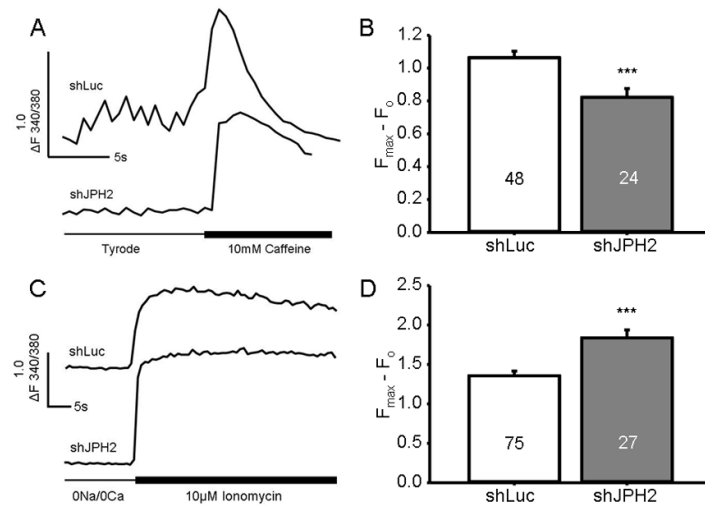 A
shLuc
1.0
ΔF 340/380
5s
shJPH2
Tyrode
10mM Caffeine
B
Fmax - Fo
1.2
1.0
0.8
0.6
0.4
0.2
0.0
***
48
24
shLuc
shJPH2
C
shLuc
1.0
ΔF 340/380
5s
shJPH2
0Na/0Ca
10µM Ionomycin
D
Fmax - Fo
2.5
2.0
1.5
1.0
0.5
0.0
***
75
27
shLuc
shJPH2